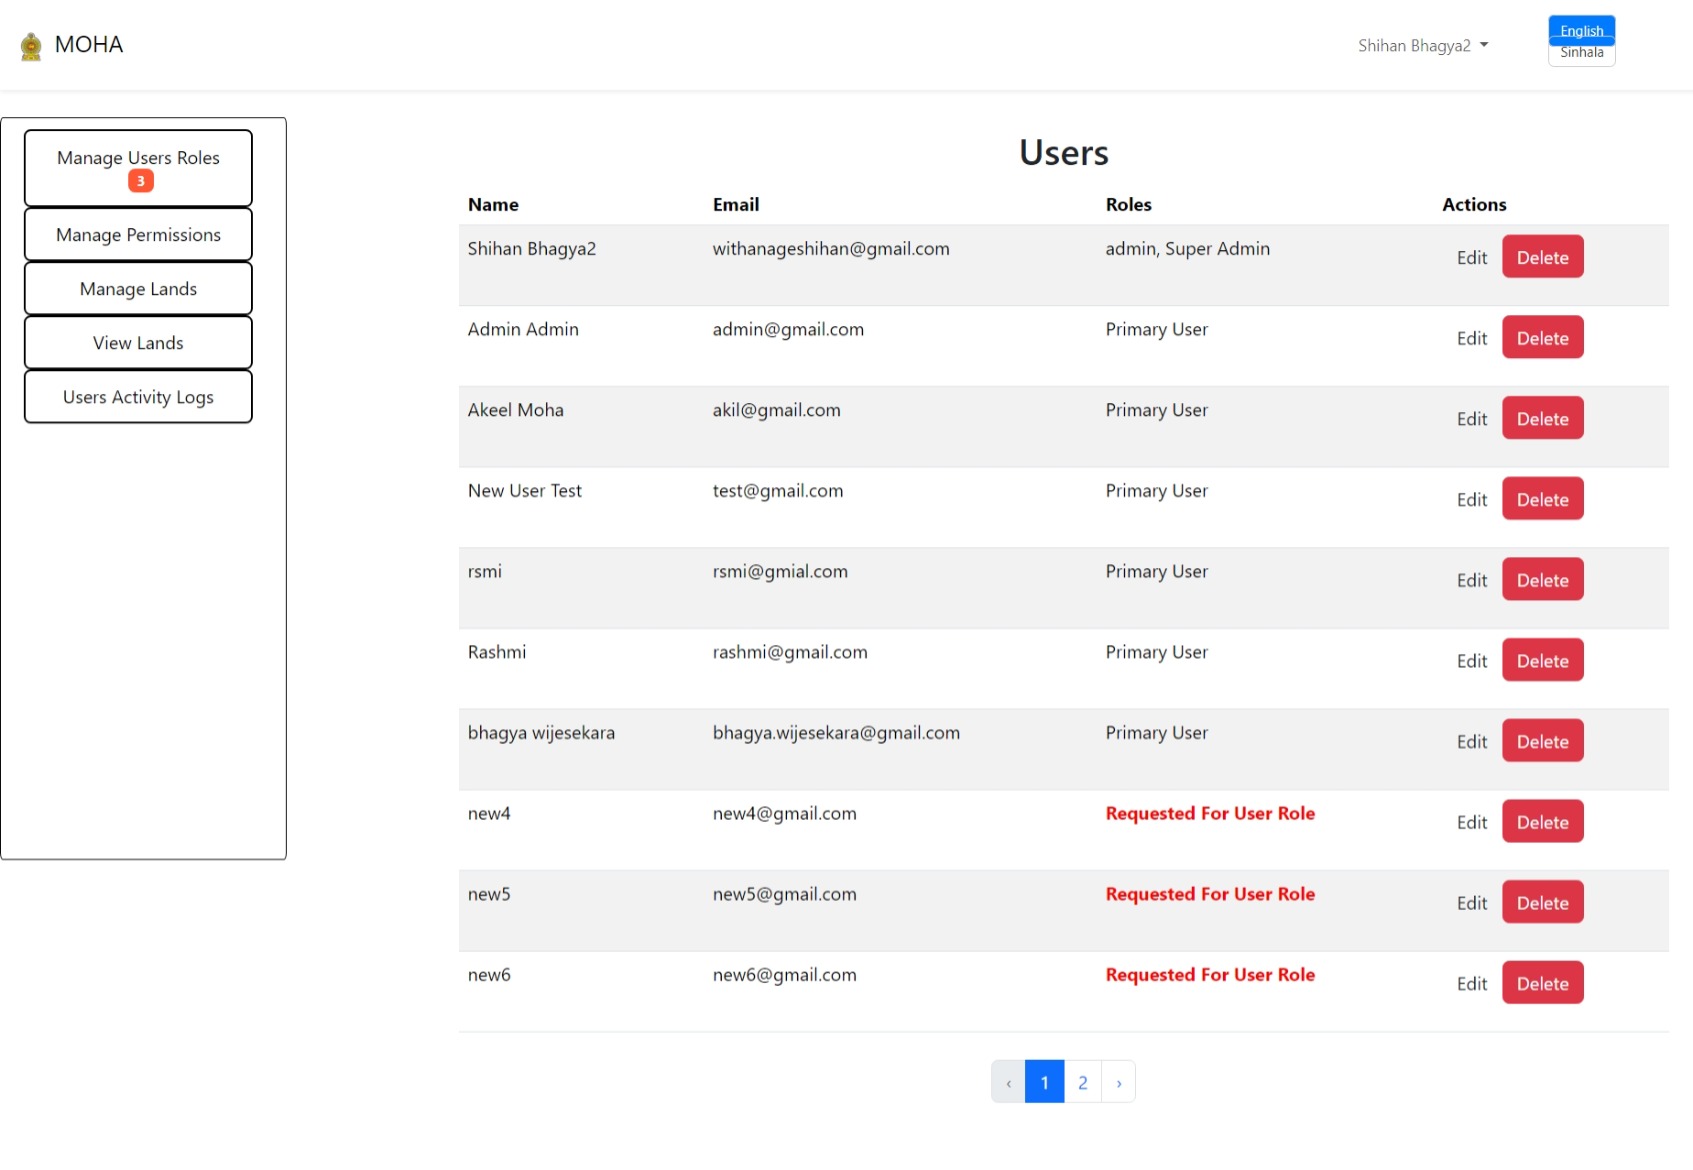 MOHA
Shihan Bhagya2
English
Sinhala
Manage Users Roles
3
Manage Permissions
Manage Lands
View Lands
Users Activity Logs
Users
Name Email Roles Actions
Shihan Bhagya2 withanageshihan@gmail.com admin, Super Admin Edit Delete
Admin Admin admin@gmail.com Primary User Edit Delete
Akeel Moha akil@gmail.com Primary User Edit Delete
New User Test test@gmail.com Primary User Edit Delete
rsmi rsmi@gmial.com Primary User Edit Delete
Rashmi rashmi@gmail.com Primary User Edit Delete
bhagya wijesekara bhagya.wijesekara@gmail.com Primary User Edit Delete
new4 new4@gmail.com Requested For User Role Edit Delete
new5 new5@gmail.com Requested For User Role Edit Delete
new6 new6@gmail.com Requested For User Role Edit Delete
‹ 1 2 ›